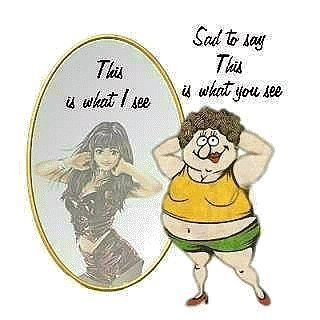 This
is what I see
Sad to say
This
is what you see